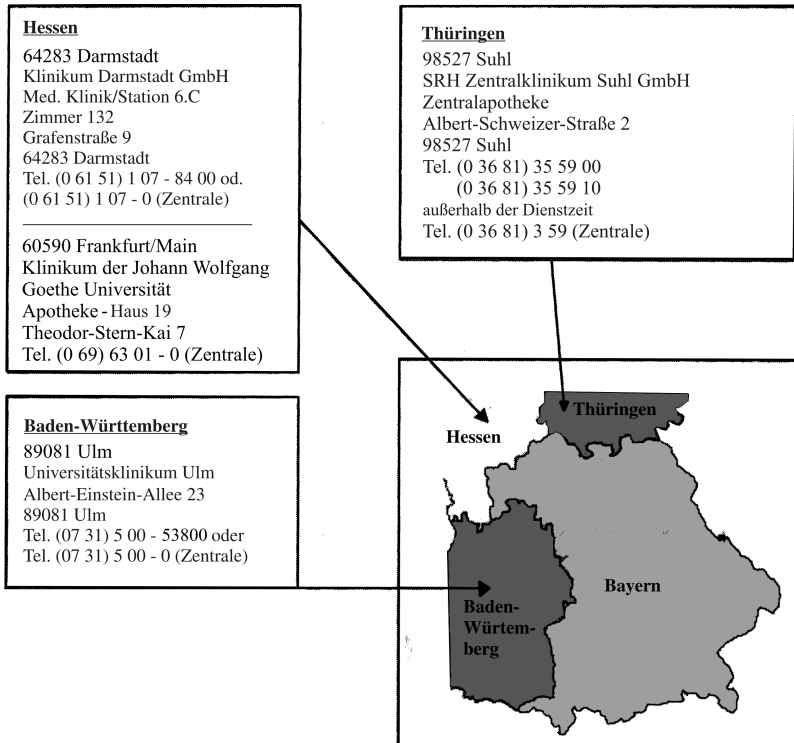 Hessen
64283 Darmstadt
Klinikum Darmstadt GmbH
Med. Klinik/Station 6.C
Zimmer 132
Grafenstraße 9
64283 Darmstadt
Tel. (0 61 51) 1 07 - 84 00 od.
(0 61 51) 1 07 - 0 (Zentrale)
60590 Frankfurt/Main
Klinikum der Johann Wolfgang
Goethe Universität
Apotheke - Haus 19
Theodor-Stern-Kai 7
Tel. (0 69) 63 01 - 0 (Zentrale)
Thüringen
98527 Suhl
SRH Zentralklinikum Suhl GmbH
Zentralapotheke
Albert-Schweizer-Straße 2
98527 Suhl
Tel. (0 36 81) 35 59 00
(0 36 81) 35 59 10
außerhalb der Dienstzeit
Tel. (0 36 81) 3 59 (Zentrale)
Baden-Württemberg
89081 Ulm
Universitätsklinikum Ulm
Albert-Einstein-Allee 23
89081 Ulm
Tel. (07 31) 5 00 - 53800 oder
Tel. (07 31) 5 00 - 0 (Zentrale)
Thüringen
Hessen
Bayern
Baden-
Würtem-
berg